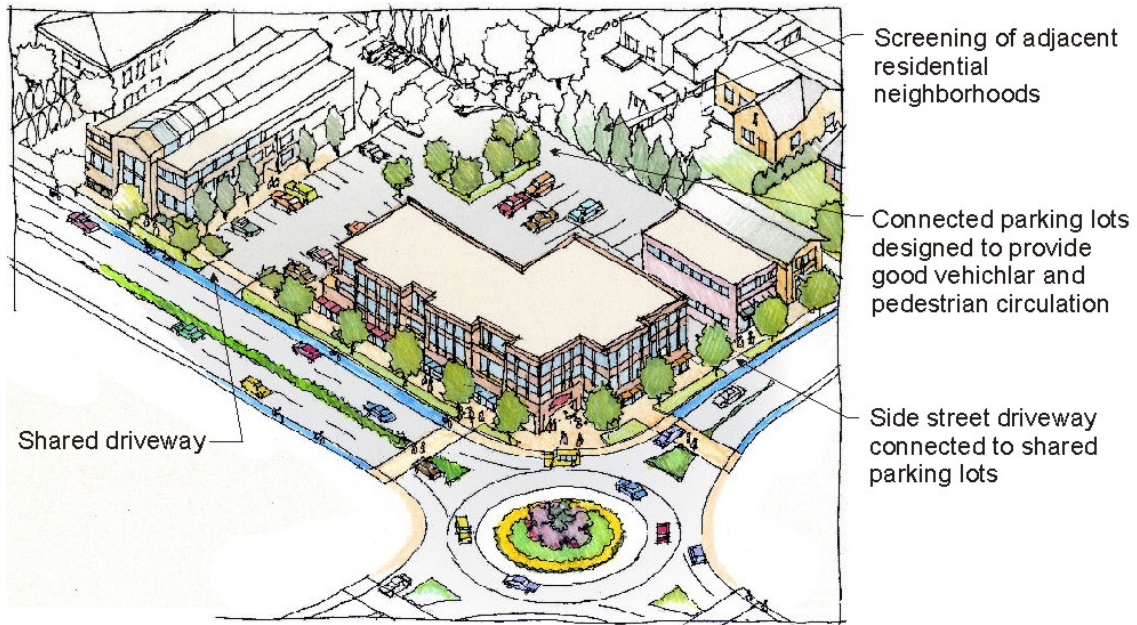 Screening of adjacent
residential
neighborhoods
Connected parking lots
designed to provide
good vehichlar and
pedestrian circulation
Shared driveway
Side street driveway
connected to shared
parking lots